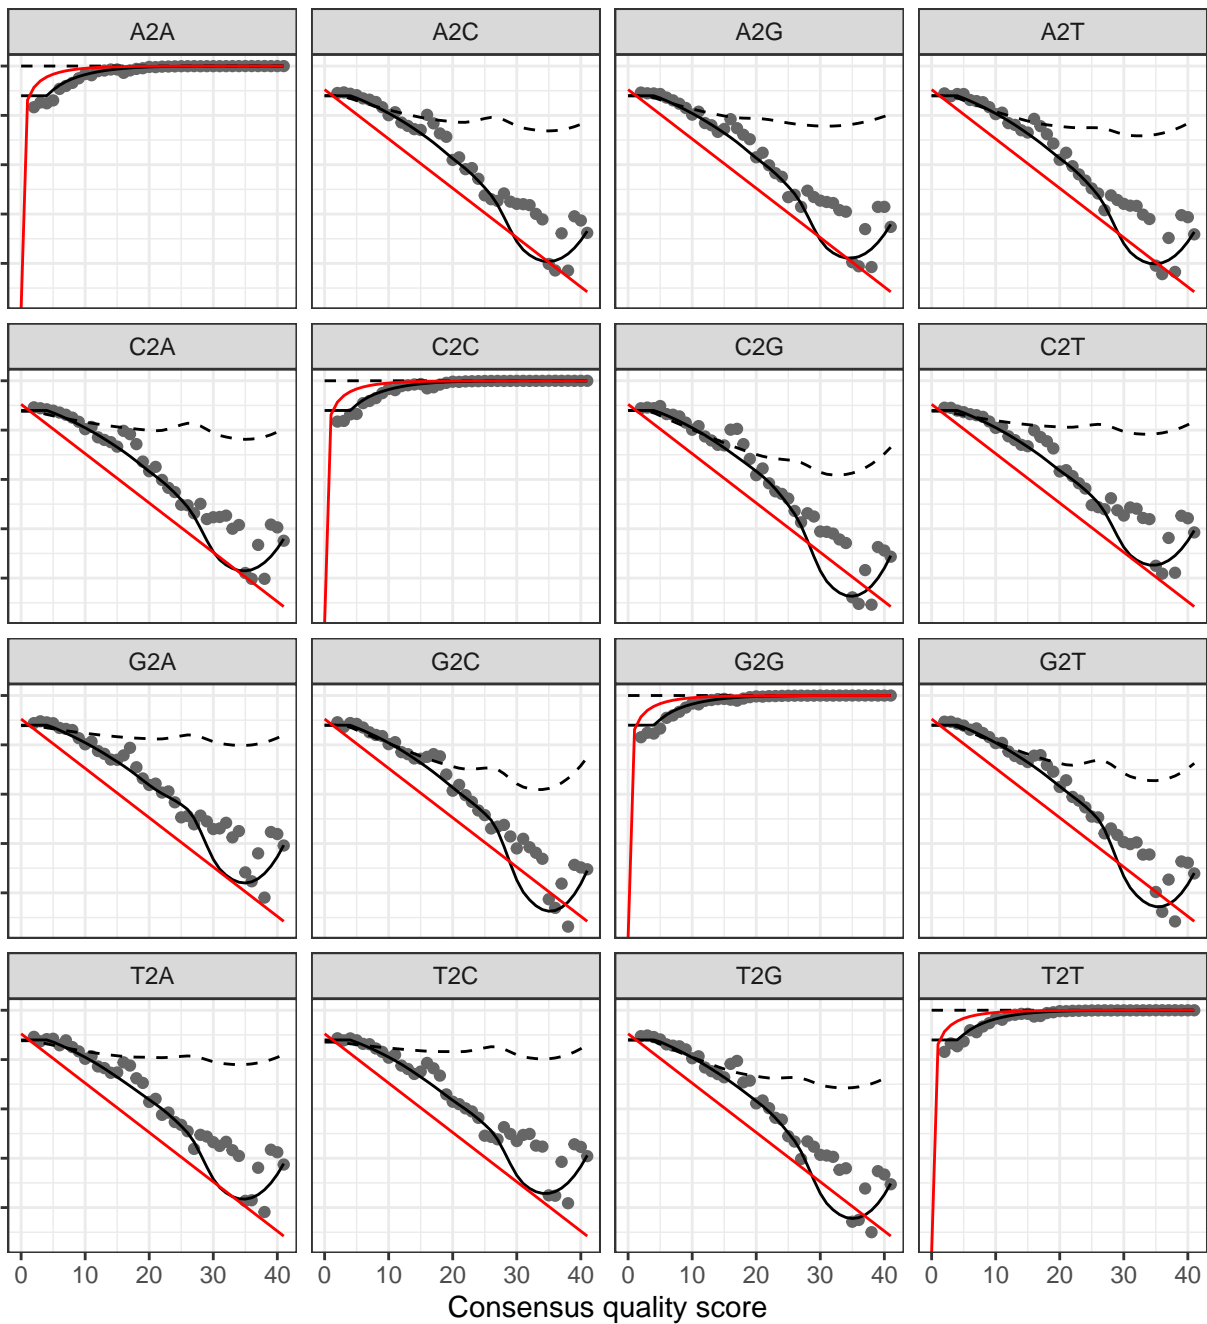 A2A A2C A2G A2T
C2A C2C C2G C2T
G2A G2C G2G G2T
T2A T2C T2G T2T
0 10 20 30 40 0 10 20 30 40 0 10 20 30 40 0 10 20 30 40
Consensus quality score